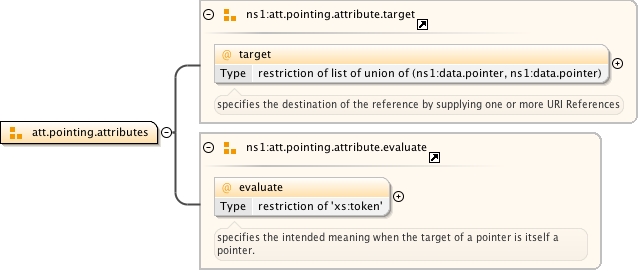 ns1:att.pointing.attribute.target
@ target
Type restriction of list of union of (ns1:data.pointer, ns1:data.pointer)
specifies the destination of the reference by supplying one or more URI References
att.pointing.attributes
ns1:att.pointing.attribute.evaluate
@ evaluate
Type restriction of 'xs:token'
specifies the intended meaning when the target of a pointer is itself a
pointer.